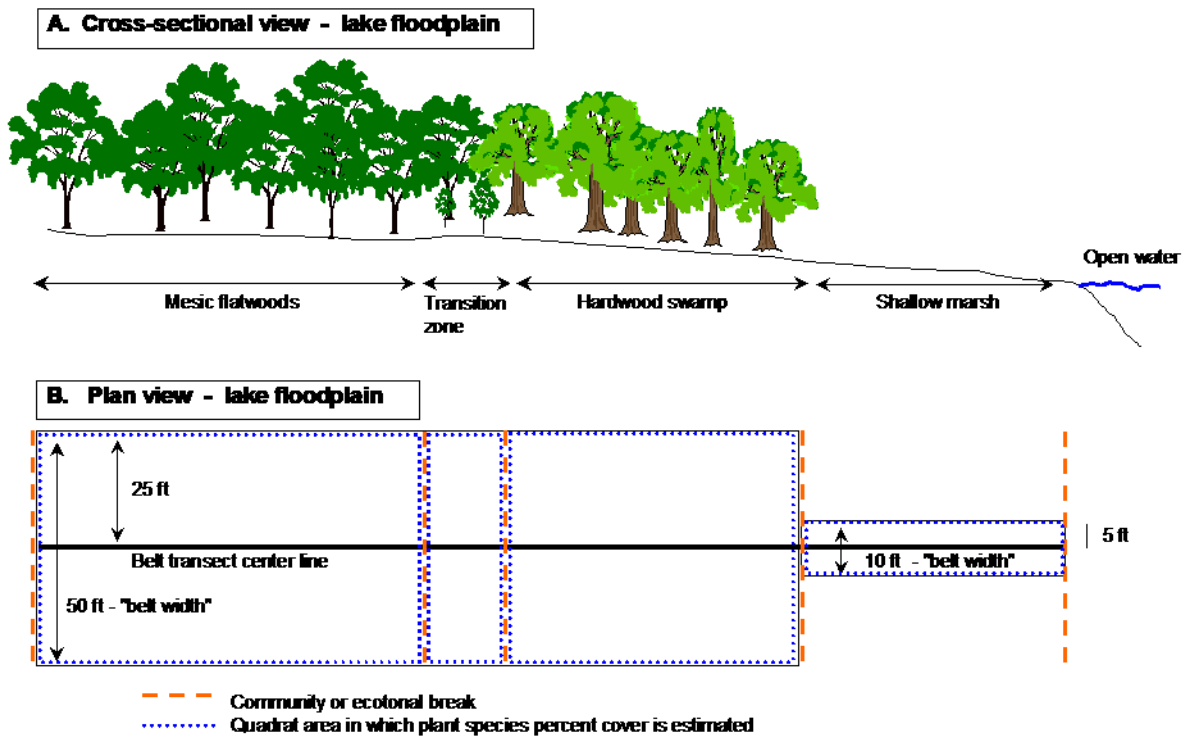 A. Cross-sectional view - lake floodplain
Open water
Mesic flatwoods
Transition
zone
Hardwood swamp
Shallow marsh
B. Plan view - lake floodplain
25 ft
5 ft
Belt transect center line
10 ft - "belt width"
50 ft - "belt width"
Community or ecotonal break
Quadrat area in which plant species percent cover is estimated